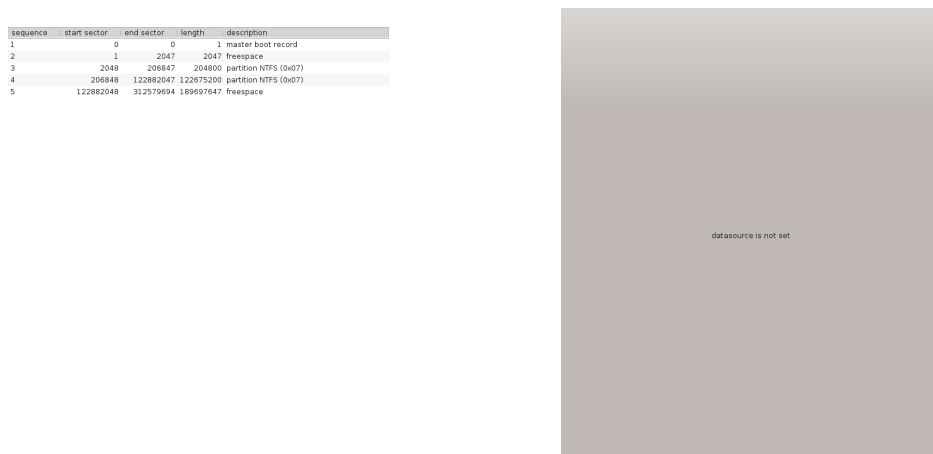 sequence start sector end sector length description
1 0 0 1 master boot record
2 1 2047 2047 freespace
3 2048 206847 204800 partition NTFS (0x07)
4 206848 122882047 122675200 partition NTFS (0x07)
5 122882048 312579694 189697647 freespace
datasource is not set